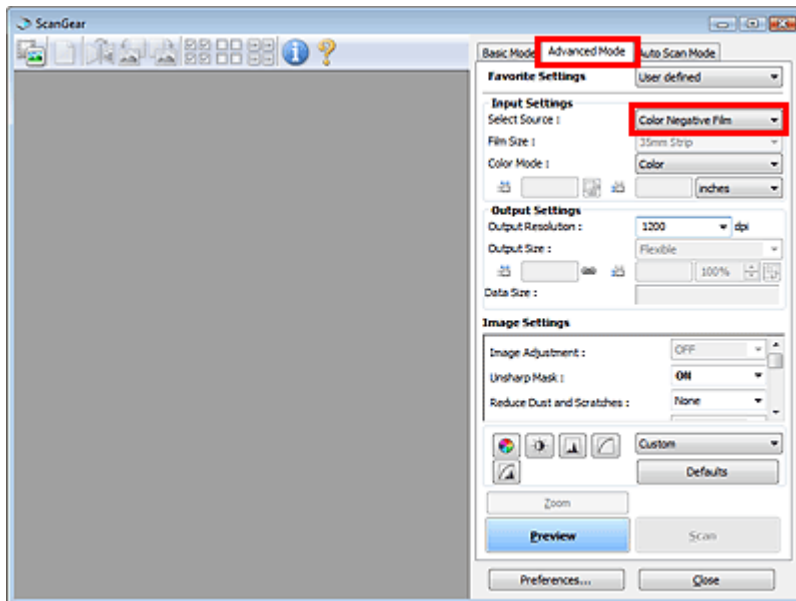 ScanGear
Basic Mode Advanced Mode Auto Scan Mode
Favorite Settings User defined
Input Settings
Select Source : Color Negative Film
Film Size : 35mm Strip
Color Mode : Color
inches
Output Settings
Output Resolution : 1200 dpi
Output Size : Flexible
100%
Data Size :
Image Settings
Image Adjustment : OFF
Unsharp Mask : ON
Reduce Dust and Scratches : None
Custom
Defaults
Zoom
Preview Scan
Preferences... Close